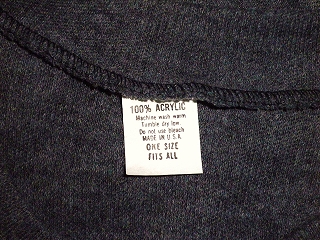 100% ACRYLIC
Machine wash warm
Tumble dry low
Do not use bleach
MADE IN U.S.A.
ONE SIZE
FITS ALL